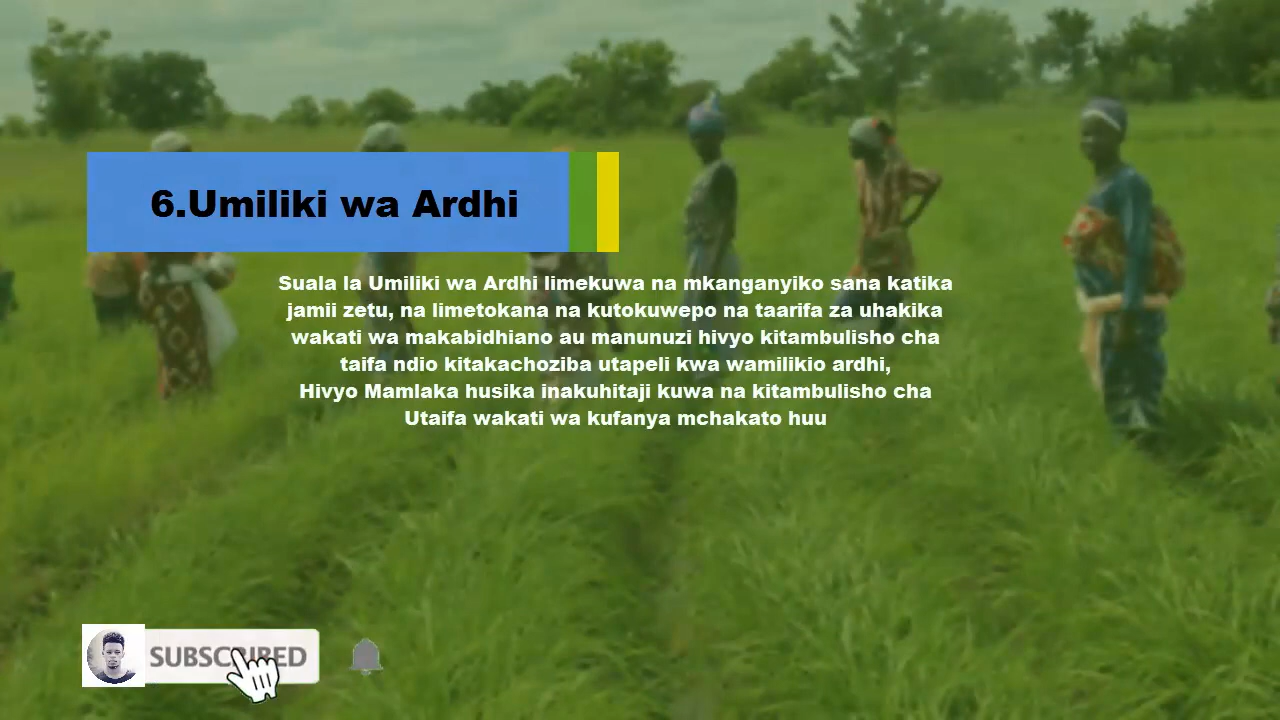 6.Umiliki wa Ardhi
Suala la Umiliki wa Ardhi limekuwa na mkanganyiko sana katika
jamii zetu, na limetokana na kutokuwepo na taarifa za uhakika
wakati wa makabidhiano au manunuzi hivyo kitambulisho cha
taifa ndio kitakachoziba utapeli kwa wamilikio ardhi,
Hivyo Mamlaka husika inakuhitaji kuwa na kitambulisho cha
Utaifa wakati wa kufanya mchakato huu
SUBSCRIBED